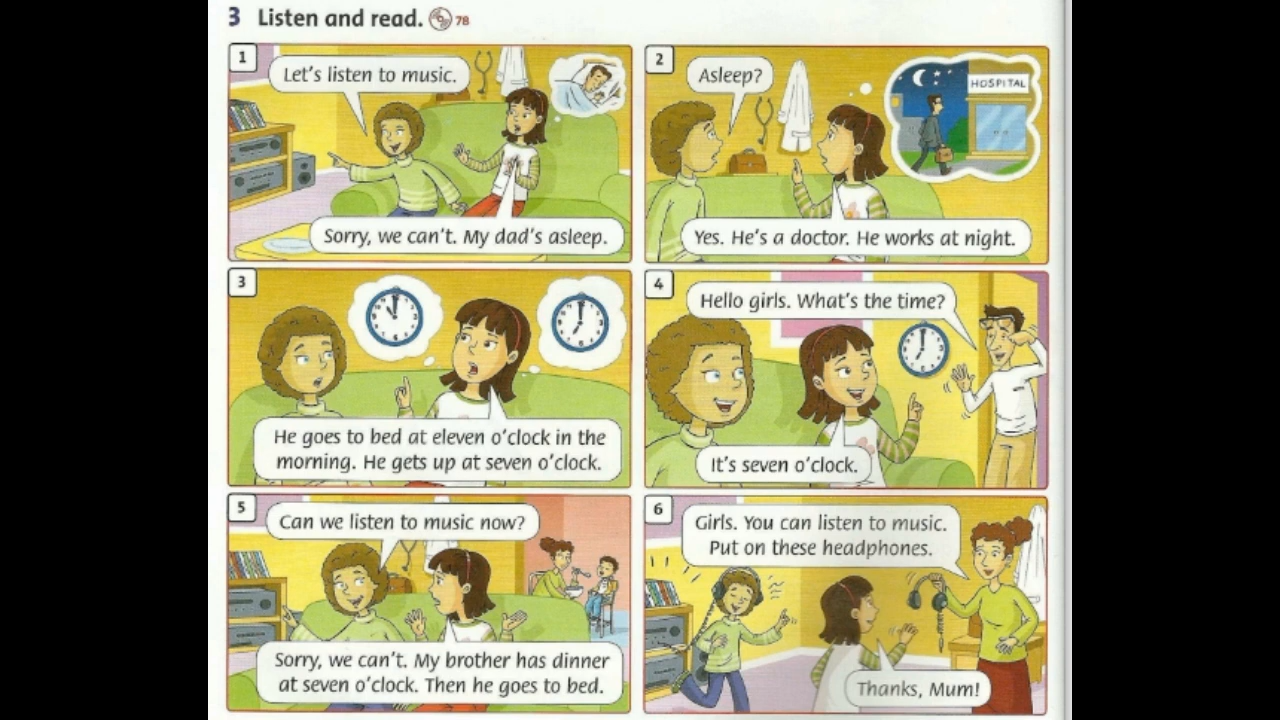 3 Listen and read. 78
1
Let's listen to music.
Sorry, we can't. My dad's asleep.
2
Asleep?
HOSPITAL
Yes. He's a doctor. He works at night.
3
He goes to bed at eleven o'clock in the
morning. He gets up at seven o'clock.
4
Hello girls. What's the time?
It's seven o'clock.
5
Can we listen to music now?
Sorry, we can't. My brother has dinner
at seven o'clock. Then he goes to bed.
6
Girls. You can listen to music.
Put on these headphones.
Thanks, Mum!